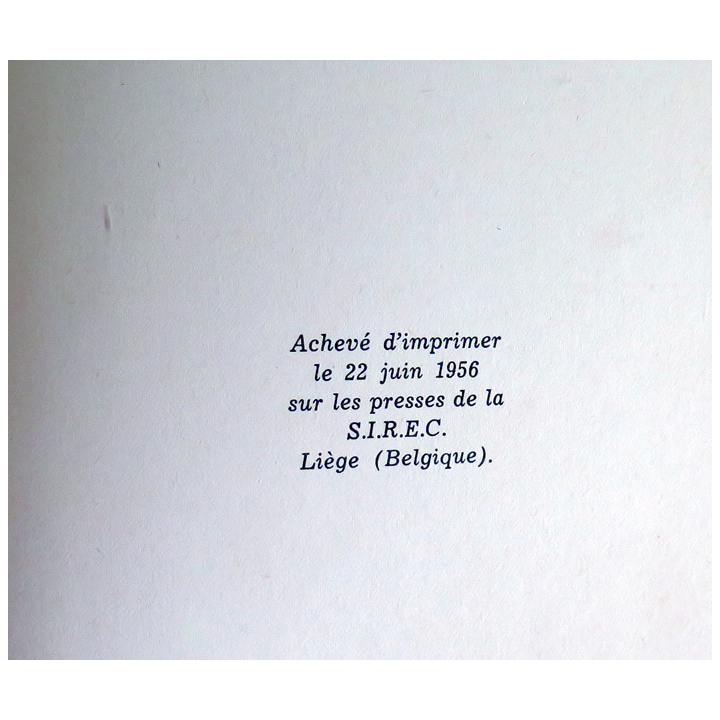 Achevé d'imprimer
le 22 juin 1956
sur les presses de la
S.I.R.E.C.
Liège (Belgique).